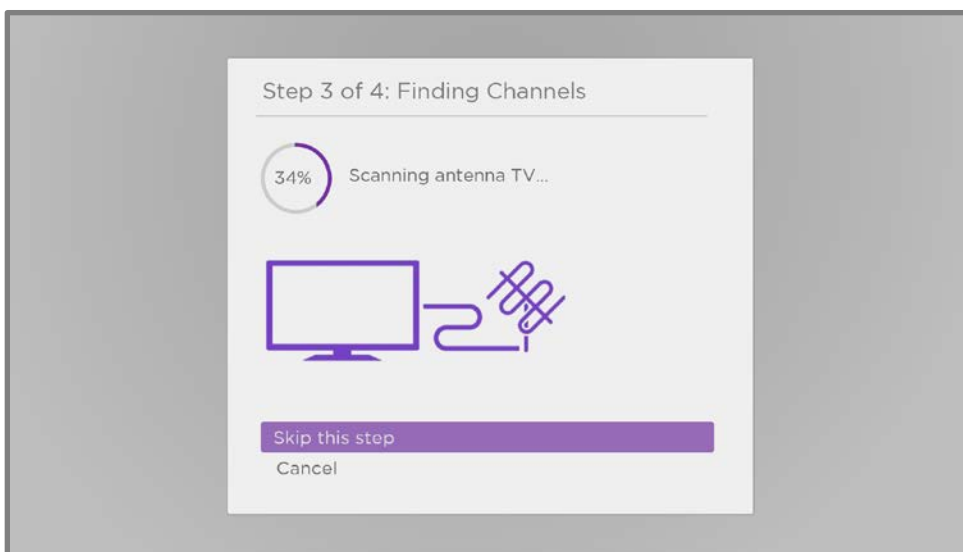 Step 3 of 4: Finding Channels
34%
Scanning antenna TV...
Skip this step
Cancel